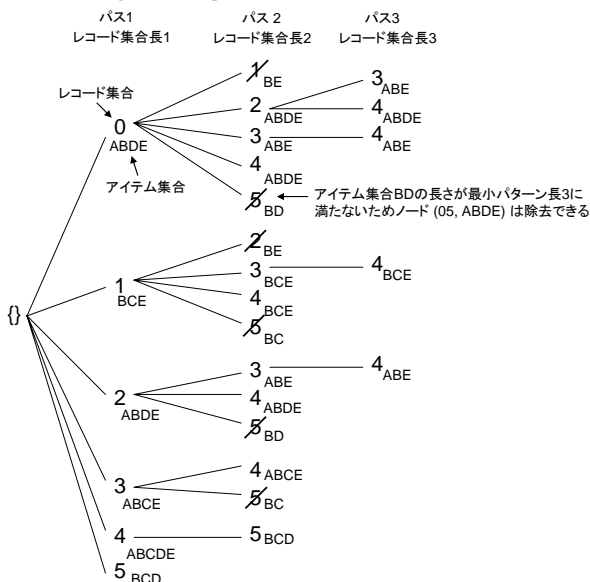 パス1 パス 2 パス3
レコード集合長1 レコード集合長2 レコード集合長3
レコード集合
アイテム集合
{}
0 ABDE
1 BE
2 ABDE
3 ABE
4 ABDE
3 ABE
4 ABE
4 ABDE
5 BD
アイテム集合BDの長さが最小パターン長3に
満たないためノード (05, ABDE) は除去できる
1 BCE
2 BE
3 BCE
4 BCE
4 BCE
5 BC
2 ABDE
3 ABE
4 ABE
4 ABDE
5 BD
3 ABCE
4 ABCE
5 BC
4 ABCDE
5 BCD
5 BCD